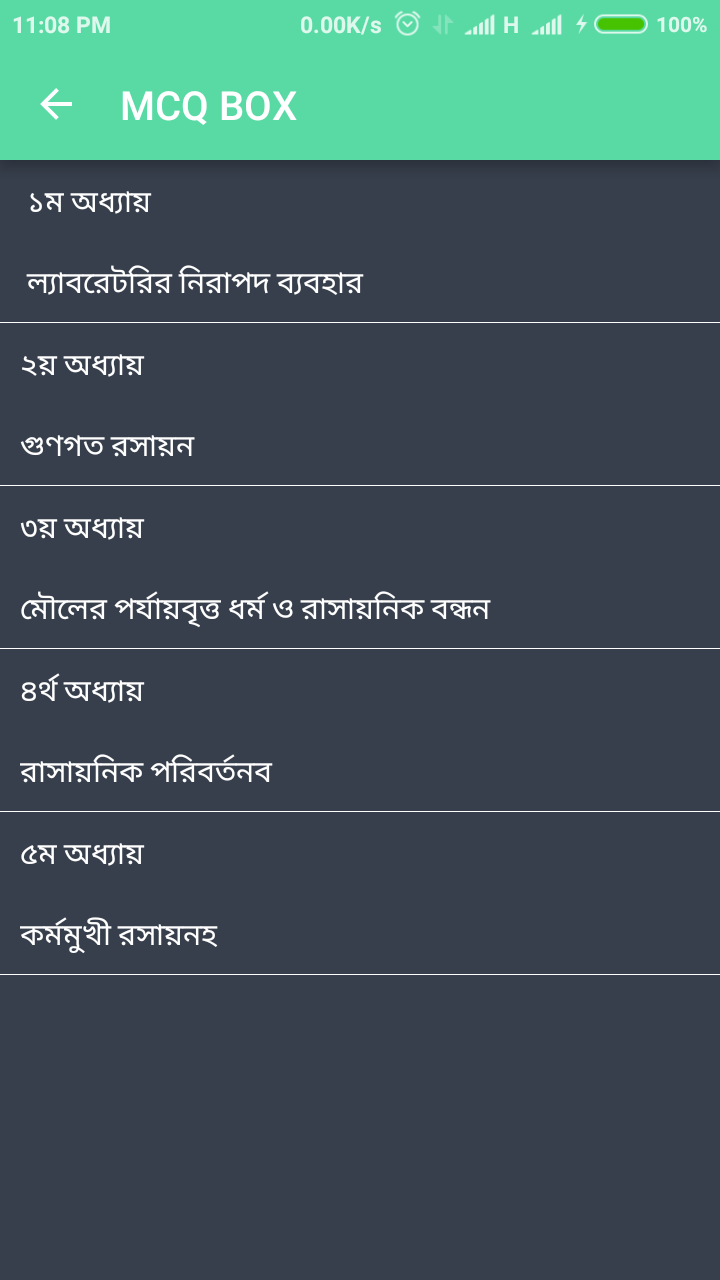 11:08 PM 0.00K/s H 100%
MCQ BOX
১ম অধ্যায়
ল্যাবরেটরির নিরাপদ ব্যবহার
২য় অধ্যায়
গুণগত রসায়ন
৩য় অধ্যায়
মৌলের পর্যায়বৃত্ত ধর্ম ও রাসায়নিক বন্ধন
৪র্থ অধ্যায়
রাসায়নিক পরিবর্তনব
৫ম অধ্যায়
কর্মমুখী রসায়নহ